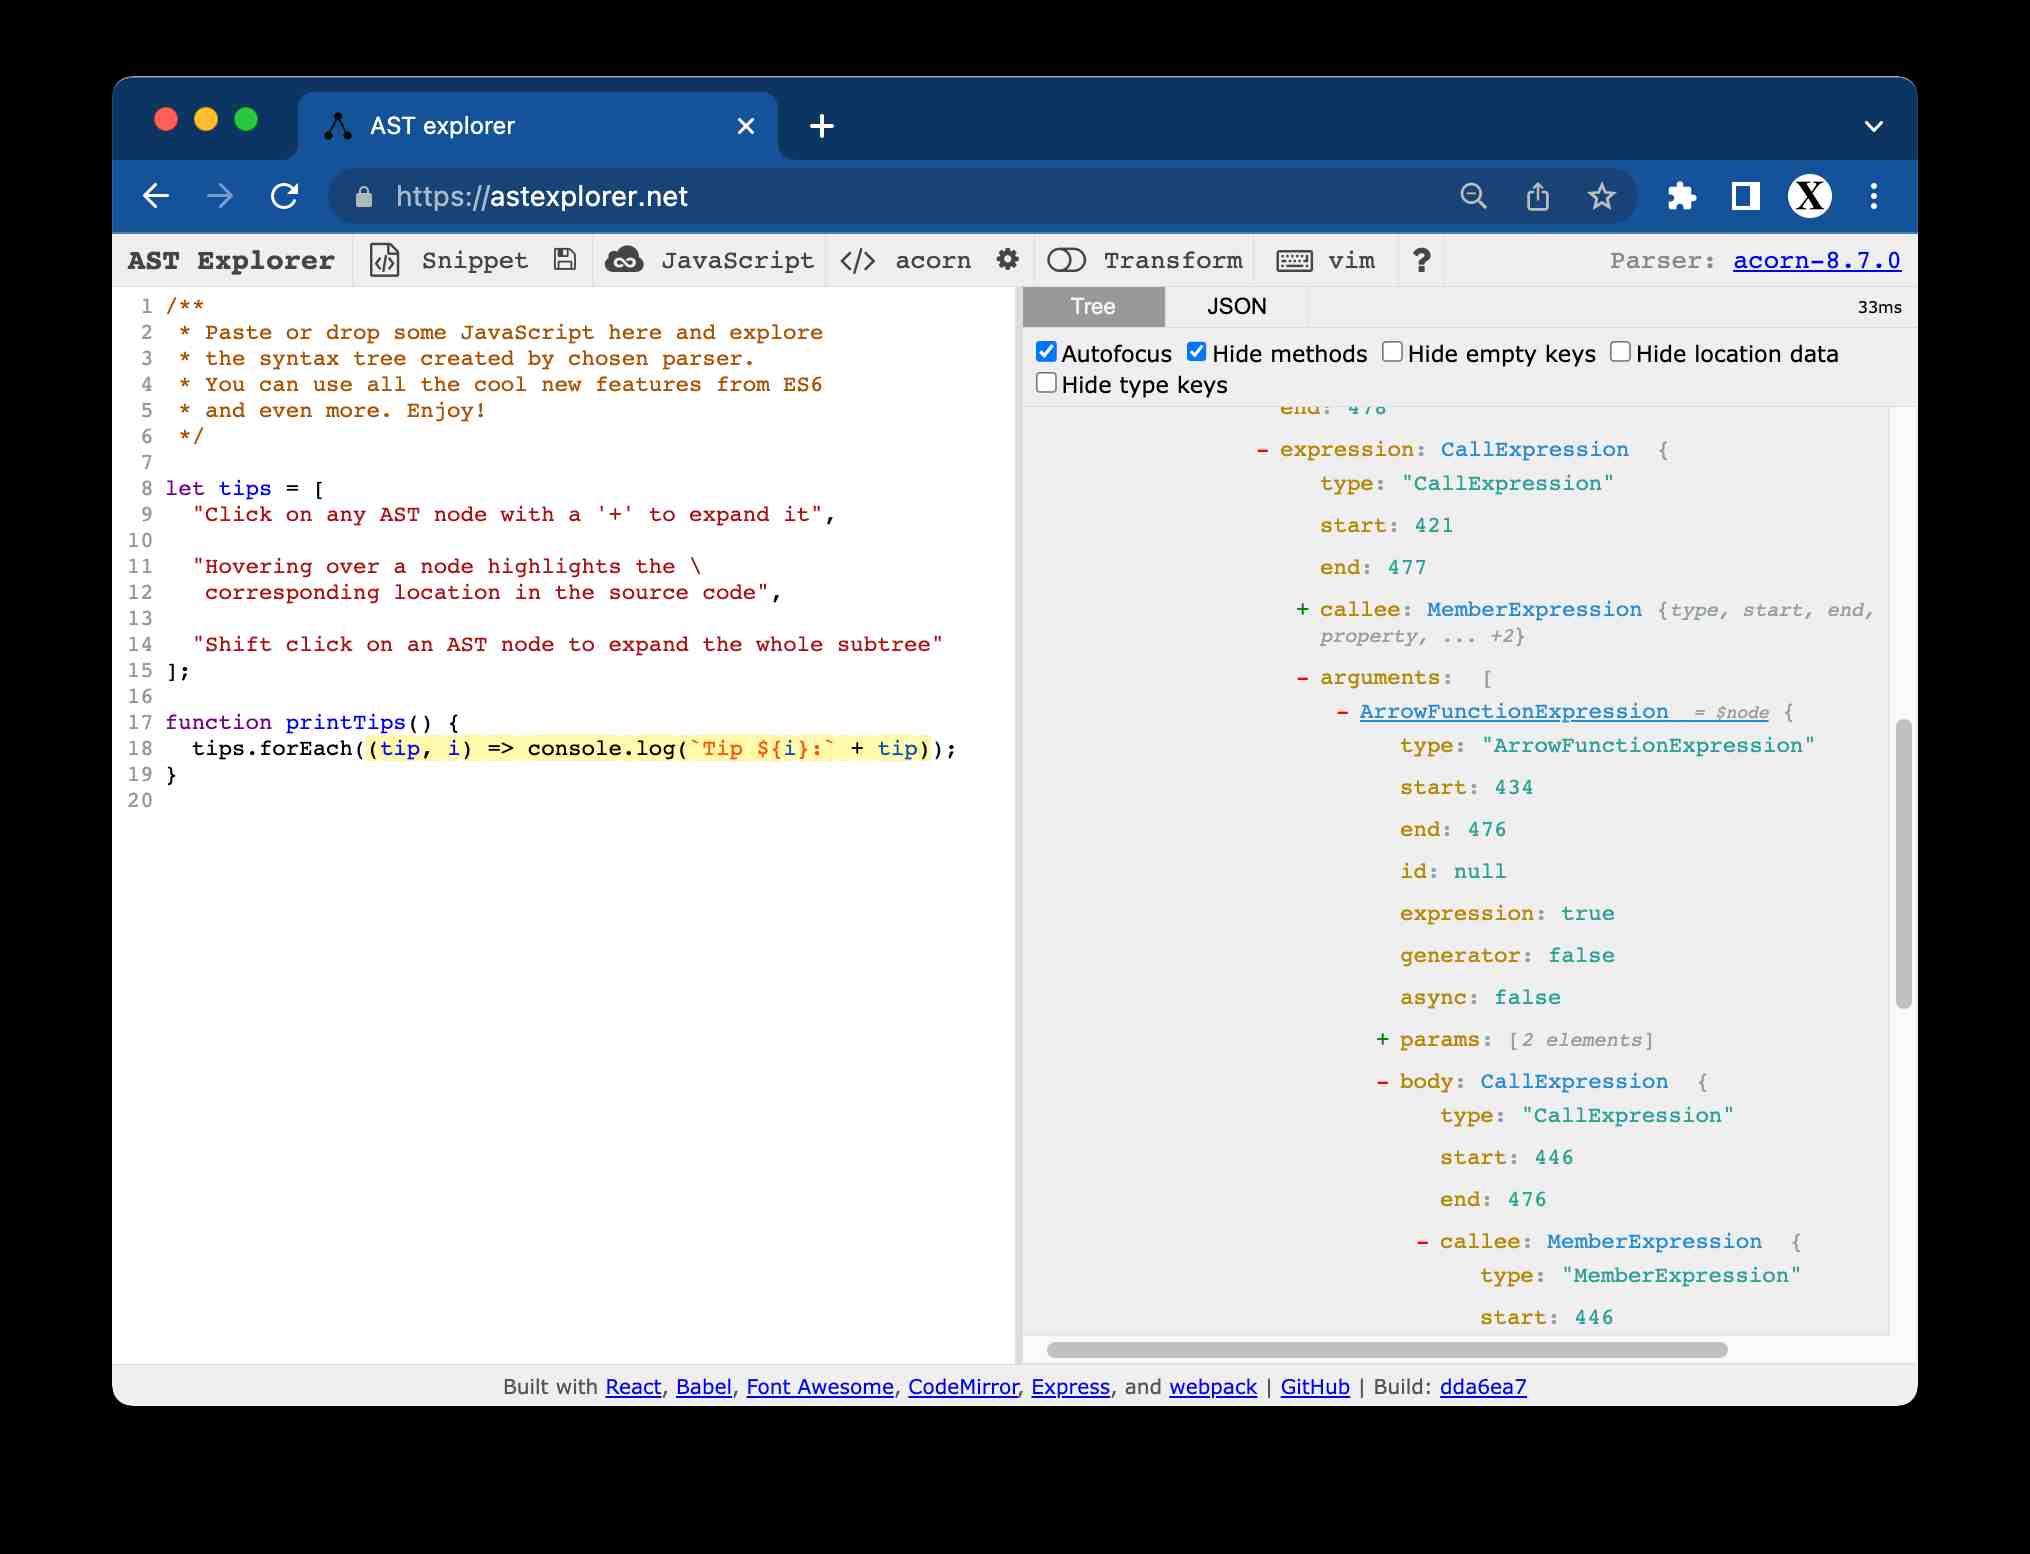 AST explorer
https://astexplorer.net
X
AST Explorer Snippet JavaScript </> acorn Transform vim ? Parser: acorn-8.7.0
1 /**
2 * Paste or drop some JavaScript here and explore
3 * the syntax tree created by chosen parser.
4 * You can use all the cool new features from ES6
5 * and even more. Enjoy!
6 */
7
8 let tips = [
9 "Click on any AST node with a '+' to expand it",
10
11 "Hovering over a node highlights the \
12 corresponding location in the source code",
13
14 "Shift click on an AST node to expand the whole subtree"
15 ];
16
17 function printTips() {
18 tips.forEach((tip, i) => console.log(`Tip ${i}:` + tip));
19 }
20
Tree JSON 33ms
Autofocus Hide methods Hide empty keys Hide location data
Hide type keys
end: 478
- expression: CallExpression {
type: "CallExpression"
start: 421
end: 477
+ callee: MemberExpression {type, start, end,
property, ... +2}
- arguments: [
- ArrowFunctionExpression = $node {
type: "ArrowFunctionExpression"
start: 434
end: 476
id: null
expression: true
generator: false
async: false
+ params: [2 elements]
- body: CallExpression {
type: "CallExpression"
start: 446
end: 476
- callee: MemberExpression {
type: "MemberExpression"
start: 446
Built with React, Babel, Font Awesome, CodeMirror, Express, and webpack | GitHub | Build: dda6ea7